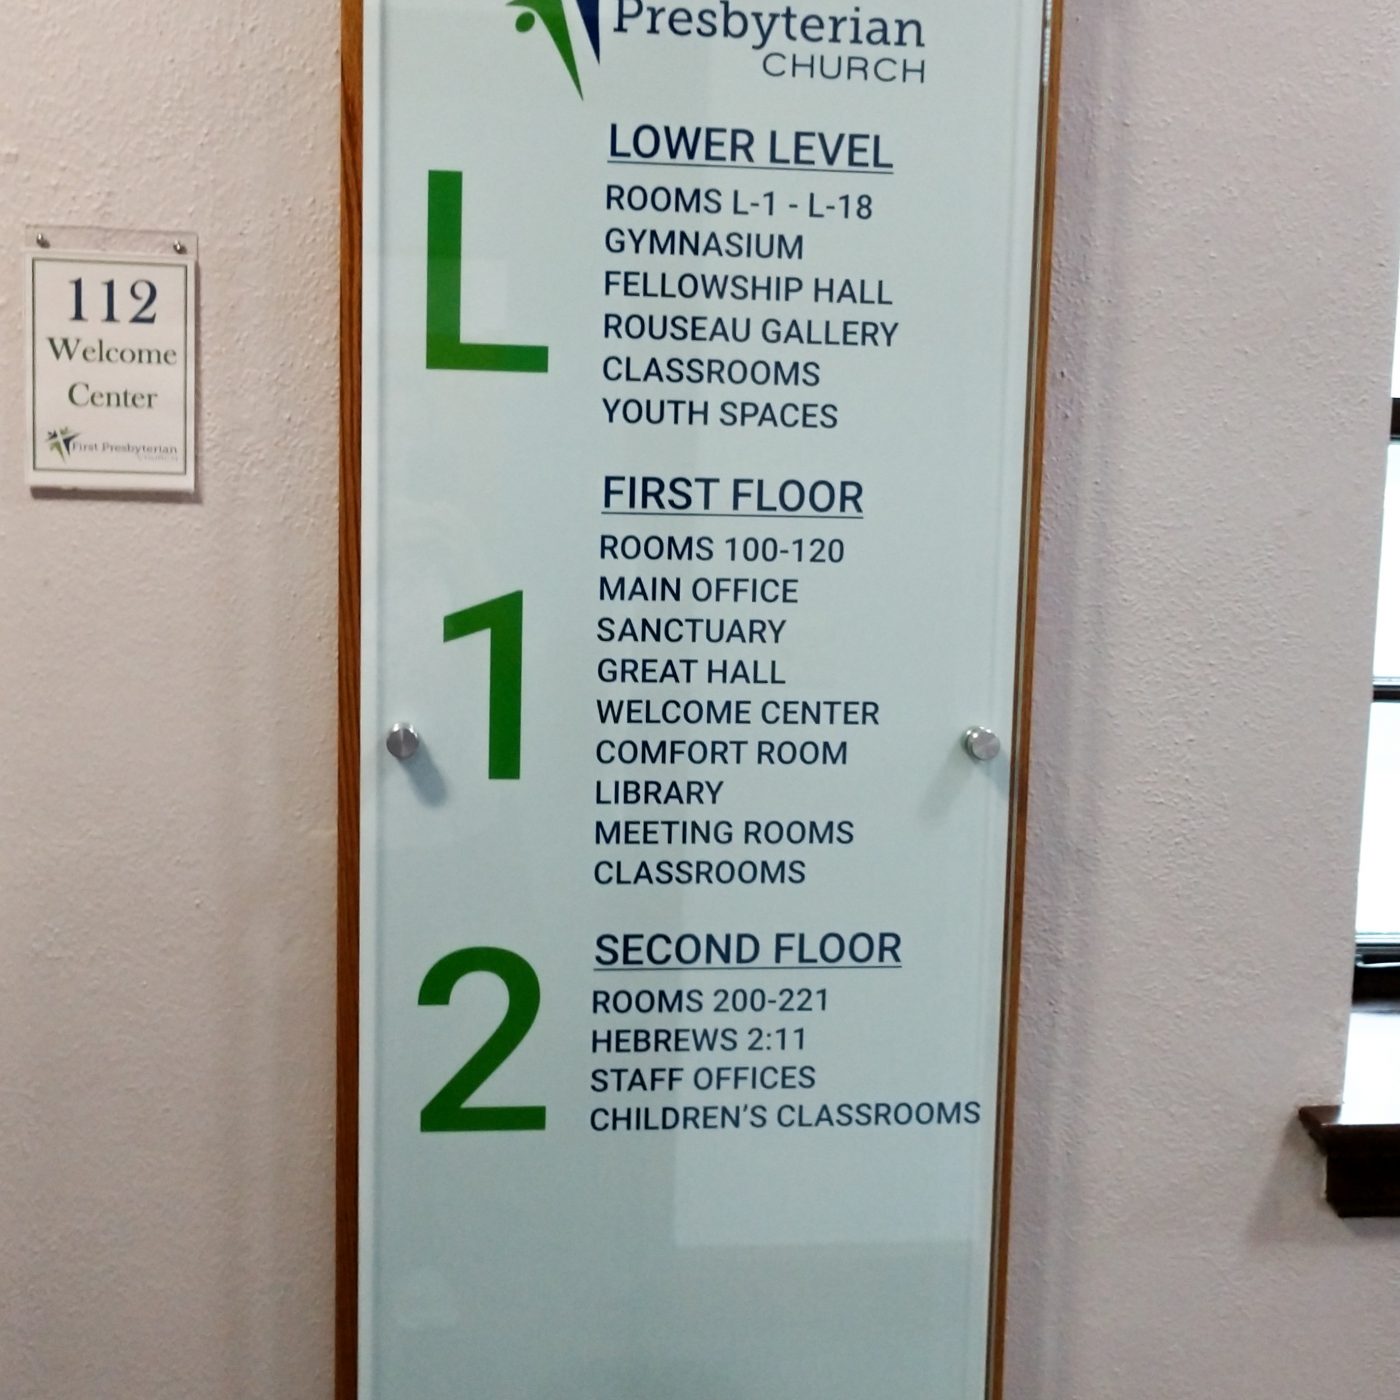 Presbyterian
CHURCH
LOWER LEVEL
L
ROOMS L-1 - L-18
GYMNASIUM
FELLOWSHIP HALL
ROUSEAU GALLERY
CLASSROOMS
YOUTH SPACES
112
Welcome
Center
First Presbyterian
CHURCH
FIRST FLOOR
1
ROOMS 100-120
MAIN OFFICE
SANCTUARY
GREAT HALL
WELCOME CENTER
COMFORT ROOM
LIBRARY
MEETING ROOMS
CLASSROOMS
SECOND FLOOR
2
ROOMS 200-221
HEBREWS 2:11
STAFF OFFICES
CHILDREN'S CLASSROOMS